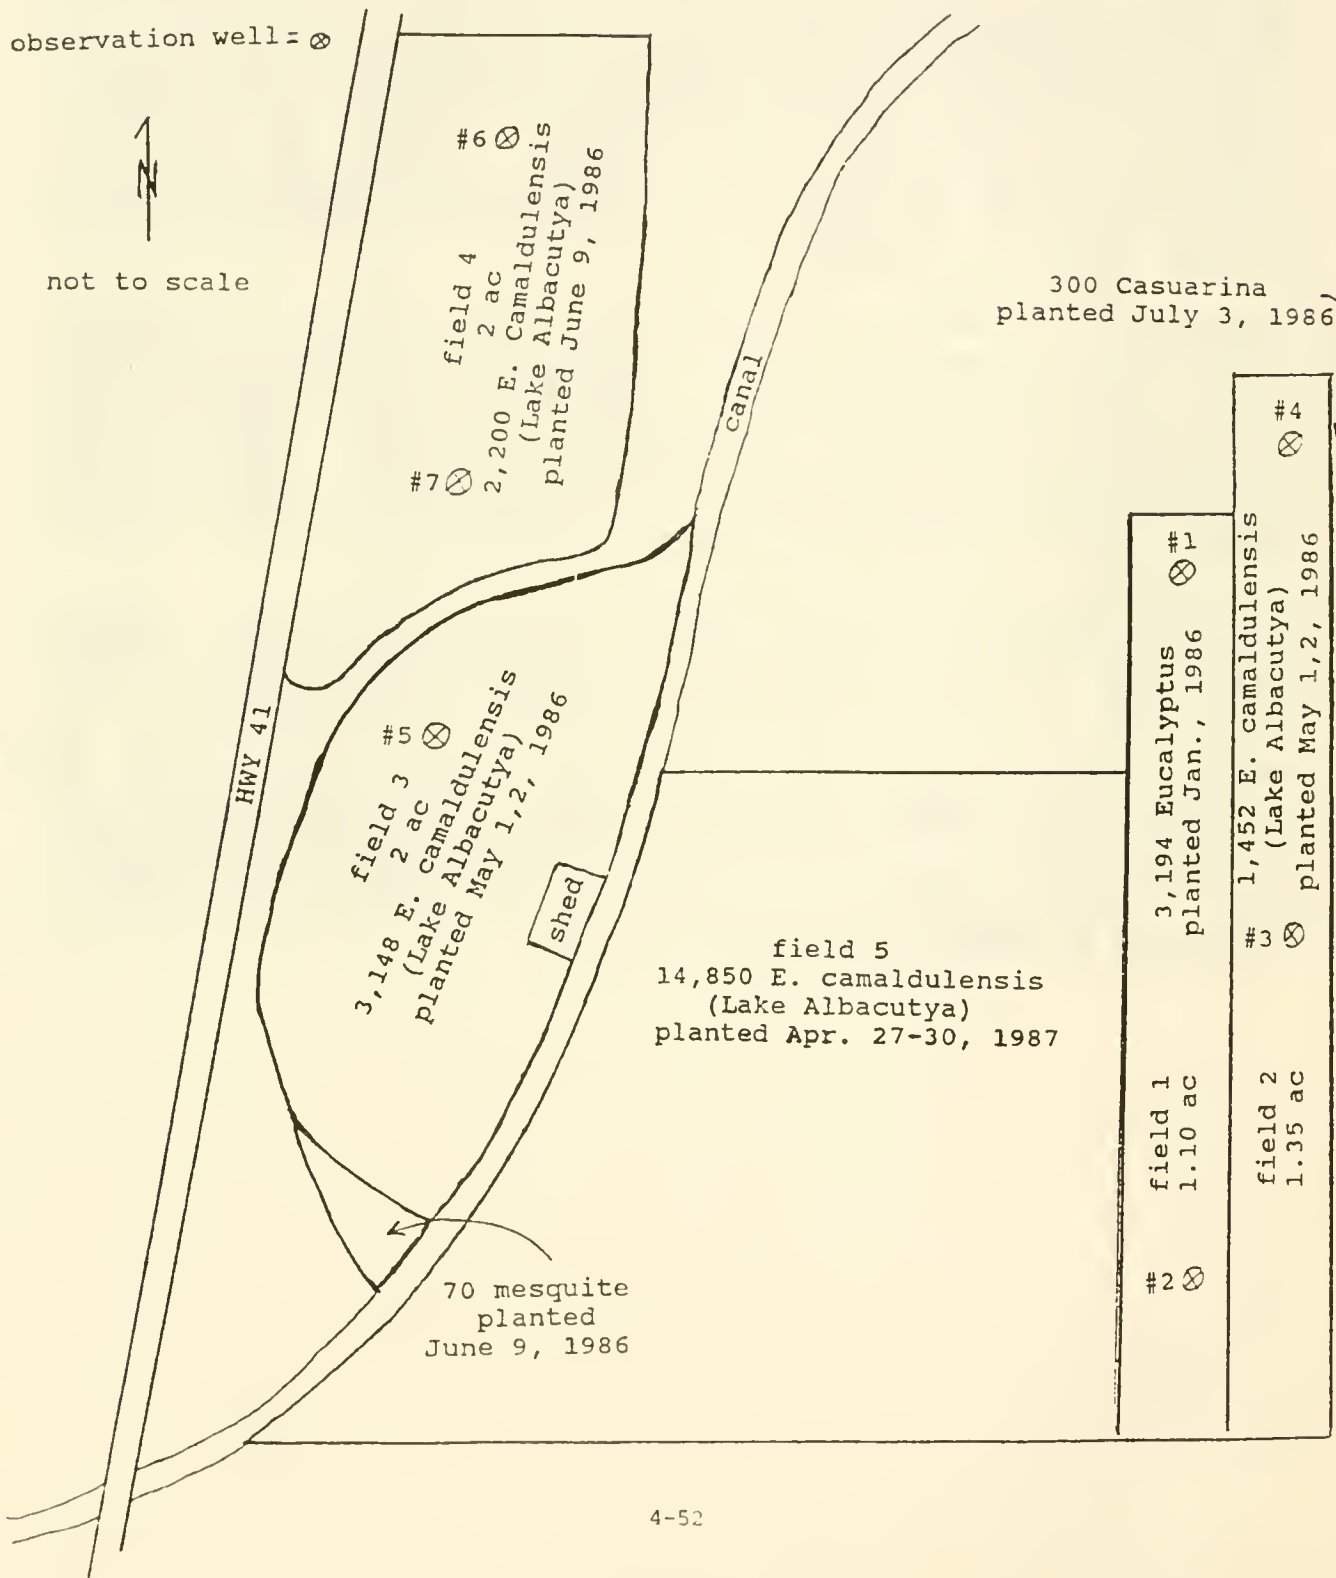 observation well = ⊗
N
not to scale
#6 ⊗
field 4
2 ac
2,200 E. Camaldulensis
(Lake Albacutya)
planted June 9, 1986
#7 ⊗
canal
300 Casuarina
planted July 3, 1986
#4
⊗
#1
⊗
3,194 Eucalyptus
planted Jan., 1986
1,452 E. camaldulensis
(Lake Albacutya)
planted May 1,2, 1986
#3 ⊗
HWY 41
#5 ⊗
field 3
2 ac
3,148 E. camaldulensis
(Lake Albacutya)
planted May 1,2, 1986
shed
field 5
14,850 E. camaldulensis
(Lake Albacutya)
planted Apr. 27-30, 1987
field 1
1.10 ac
field 2
1.35 ac
#2 ⊗
70 mesquite
planted
June 9, 1986
4-52